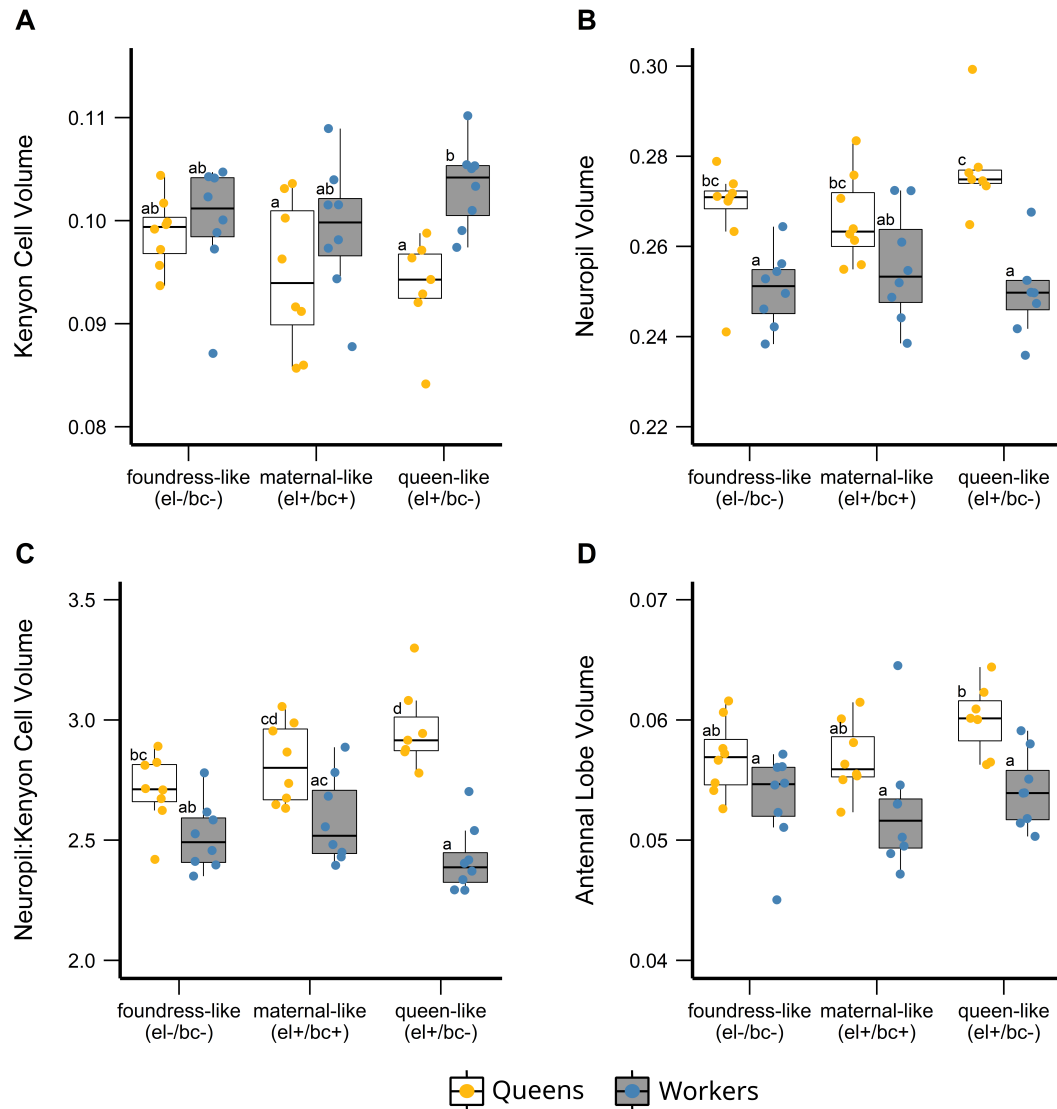 A
Kenyon Cell Volume
0.11
0.10
0.09
0.08
ab
ab
a
ab
a
b
foundress-like
(el-/bc-)
maternal-like
(el+/bc+)
queen-like
(el+/bc-)
B
Neuropil Volume
0.30
0.28
0.26
0.24
0.22
bc
a
bc
ab
c
a
foundress-like
(el-/bc-)
maternal-like
(el+/bc+)
queen-like
(el+/bc-)
C
Neuropil:Kenyon Cell Volume
3.5
3.0
2.5
2.0
bc
ab
cd
ac
d
a
foundress-like
(el-/bc-)
maternal-like
(el+/bc+)
queen-like
(el+/bc-)
D
Antennal Lobe Volume
0.07
0.06
0.05
0.04
ab
a
ab
a
b
a
foundress-like
(el-/bc-)
maternal-like
(el+/bc+)
queen-like
(el+/bc-)
Queens
Workers